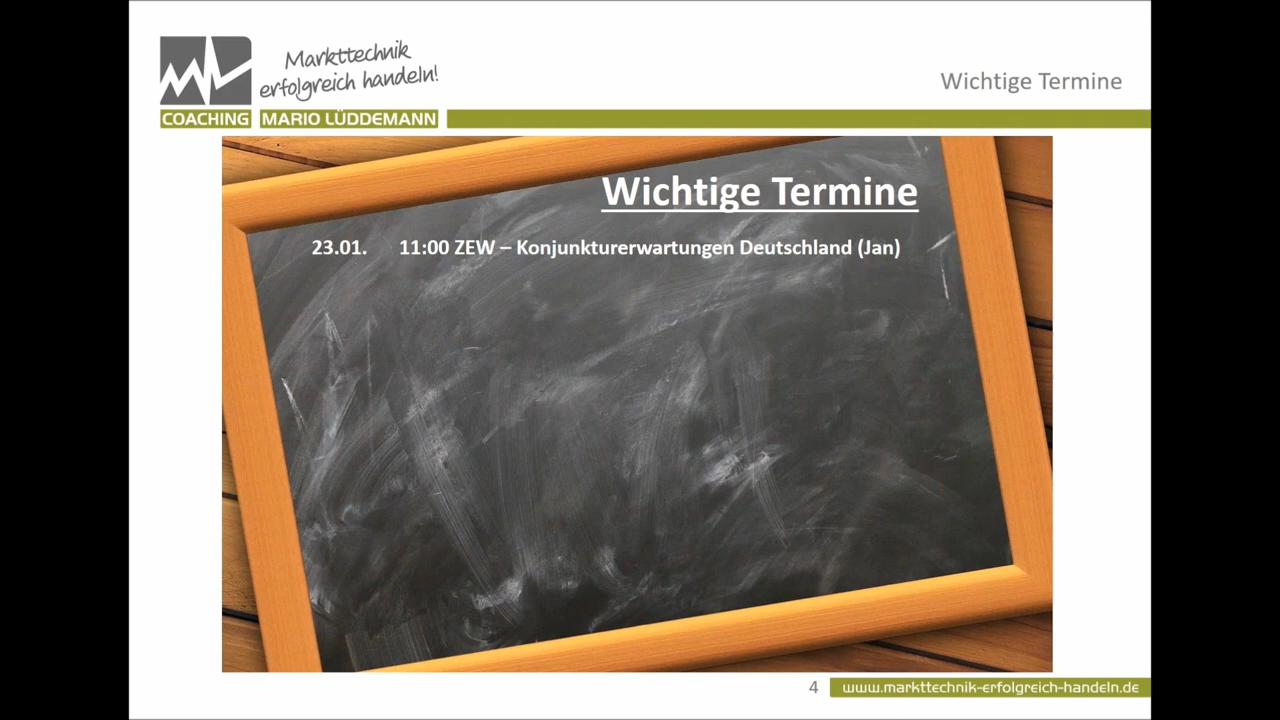 Markttechnik
erfolgreich handeln!
COACHING MARIO LÜDDEMANN
Wichtige Termine
Wichtige Termine
23.01. 11:00 ZEW – Konjunkturerwartungen Deutschland (Jan)
4 www.markttechnik-erfolgreich-handeln.de